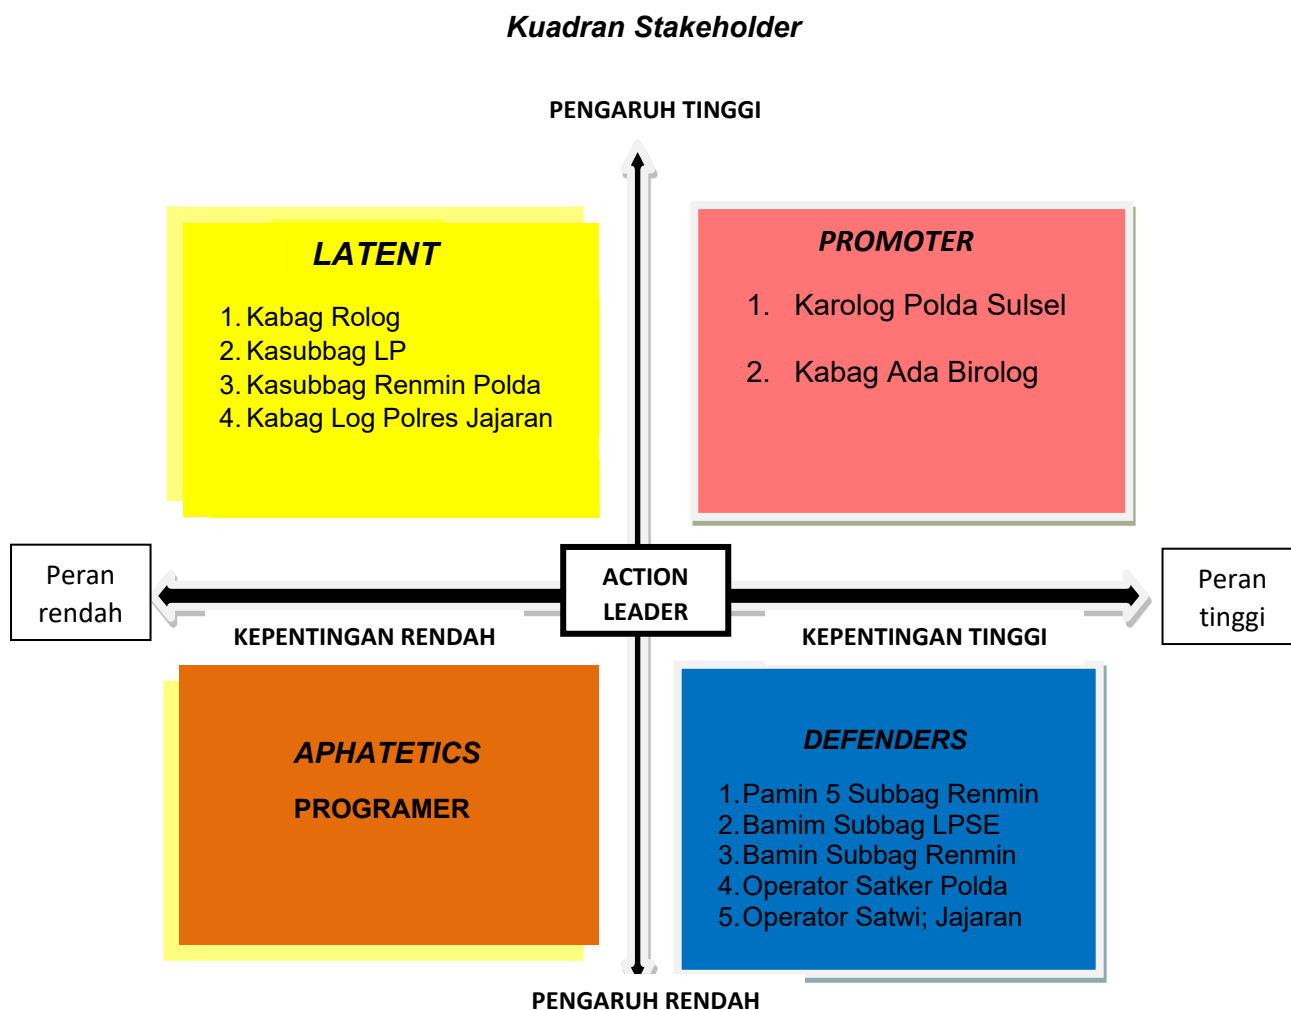 Kuadran Stakeholder
PENGARUH TINGGI
LATENT
1. Kabag Rolog
2. Kasubbag LP
3. Kasubbag Renmin Polda
4. Kabag Log Polres Jajaran
PROMOTER
1. Karolog Polda Sulsel
2. Kabag Ada Birolog
Peran
rendah
ACTION
LEADER
Peran
tinggi
KEPENTINGAN RENDAH
KEPENTINGAN TINGGI
APHATETICS
PROGRAMER
DEFENDERS
1. Pamin 5 Subbag Renmin
2. Bamim Subbag LPSE
3. Bamin Subbag Renmin
4. Operator Satker Polda
5. Operator Satwi; Jajaran
PENGARUH RENDAH